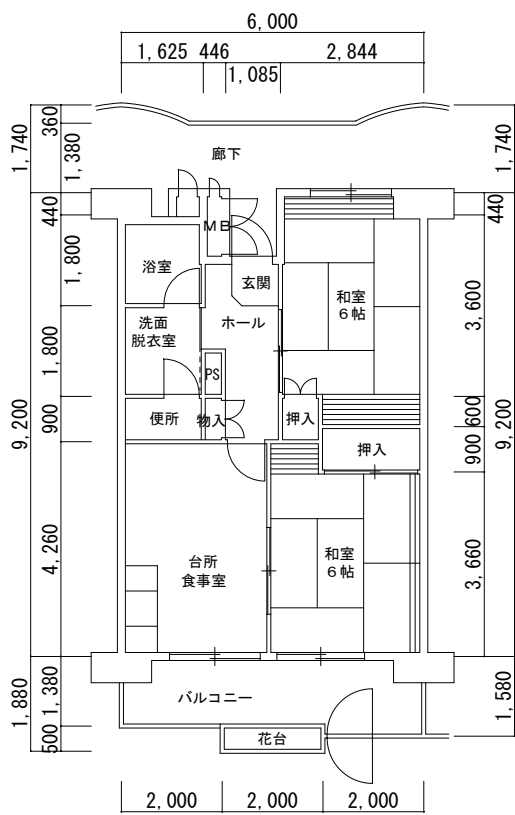 6,000
1,625 446 2,844
1,085
360
1,740
1,380
1,740
廊下
440
440
MB
1,800
浴室
玄関
和室
6帖
3,600
洗面
脱衣室
ホール
1,800
PS
9,200
900
便所
物入
押入
600
9,200
押入
900
4,260
台所
食事室
和室
6帖
3,660
1,880
1,380
バルコニー
1,580
500
花台
2,000 2,000 2,000